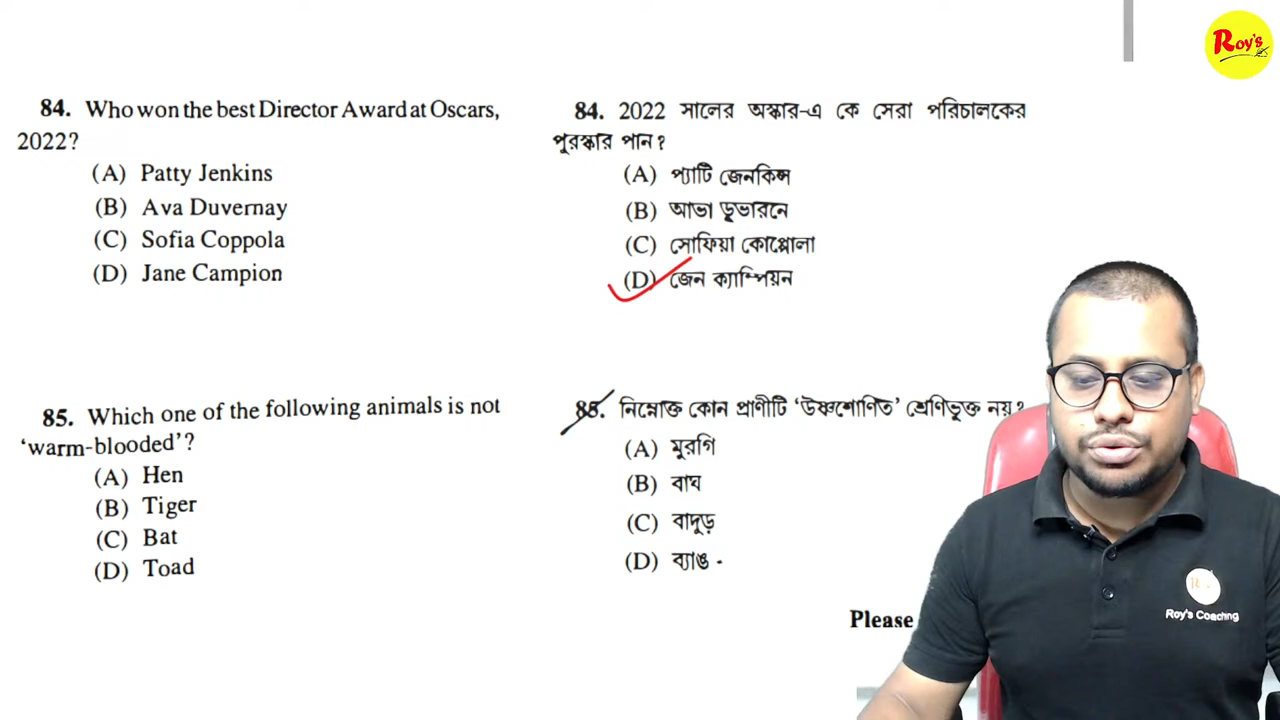 Roy's
84. Who won the best Director Award at Oscars,
2022?
(A) Patty Jenkins
(B) Ava Duvernay
(C) Sofia Coppola
(D) Jane Campion
84. 2022 সালের অস্কার-এ কে সেরা পরিচালকের
পুরস্কার পান?
(A) প্যাটি জেনকিন্স
(B) আভা ডুভারনে
(C) সোফিয়া কোপ্পোলা
(D) জেন ক্যাম্পিয়ন
85. Which one of the following animals is not
‘warm-blooded’?
(A) Hen
(B) Tiger
(C) Bat
(D) Toad
85. নিম্নোক্ত কোন প্রাণীটি ‘উষ্ণশোণিত’ শ্রেণিভুক্ত নয়?
(A) মুরগি
(B) বাঘ
(C) বাদুড়
(D) ব্যাঙ
Please
Roy's Coaching